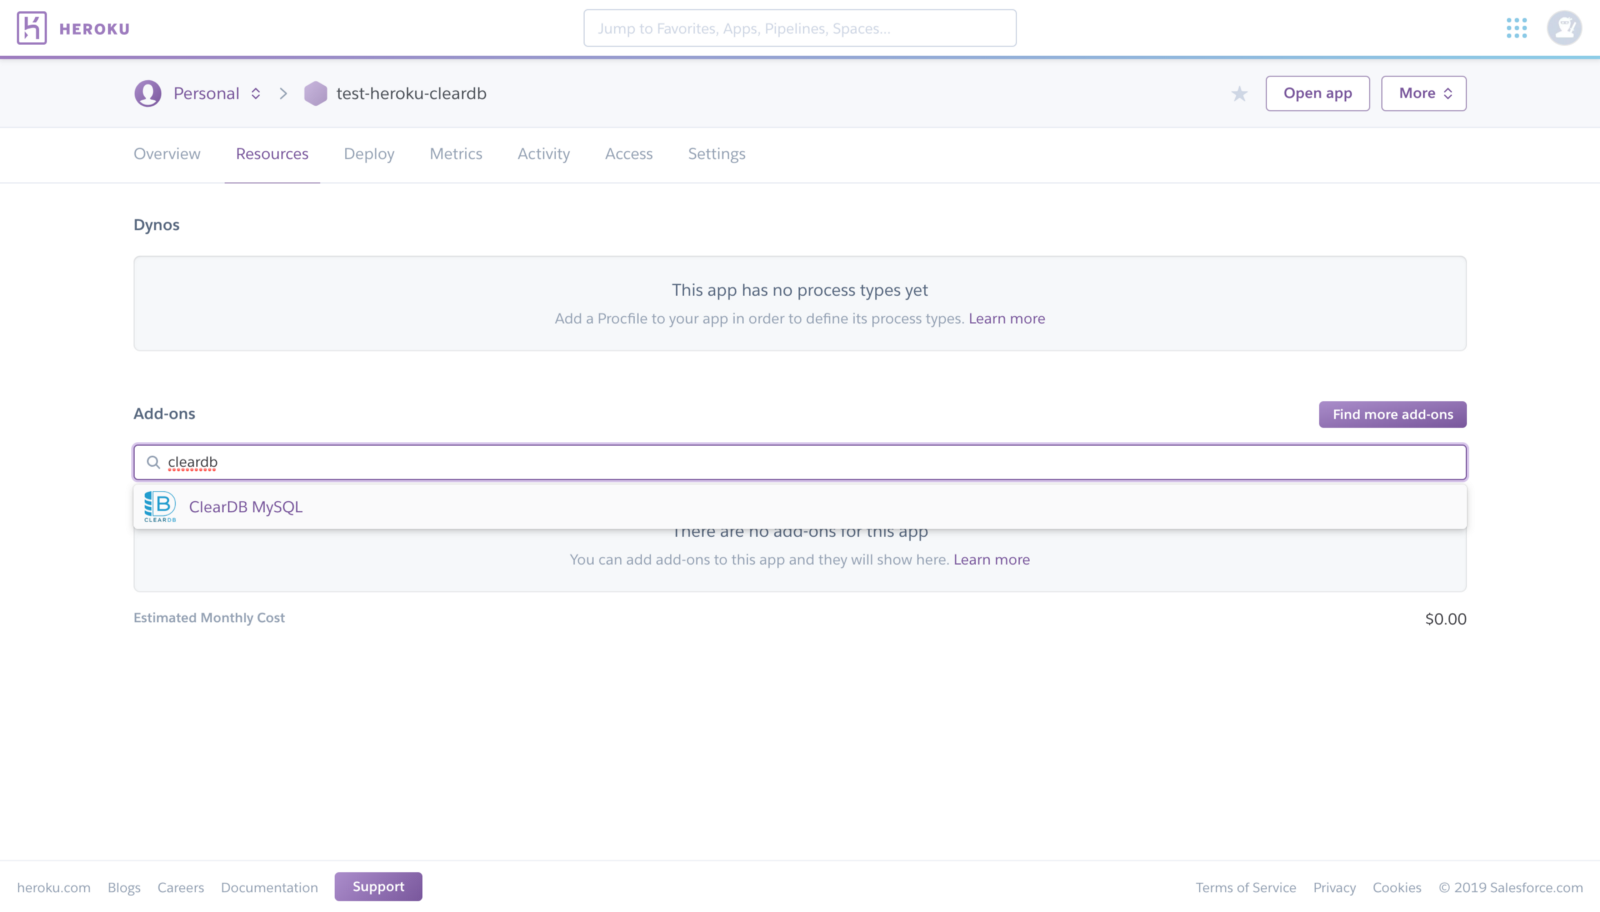 HEROKU
Jump to Favorites, Apps, Pipelines, Spaces...
Personal
test-heroku-cleardb
Open app
More
Overview
Resources
Deploy
Metrics
Activity
Access
Settings
Dynos
This app has no process types yet
Add a Procfile to your app in order to define its process types. Learn more
Add-ons
Find more add-ons
cleardb
B
CLEARDB
ClearDB MySQL
There are no add-ons for this app
You can add add-ons to this app and they will show here. Learn more
Estimated Monthly Cost
$0.00
heroku.com
Blogs
Careers
Documentation
Support
Terms of Service
Privacy
Cookies
© 2019 Salesforce.com